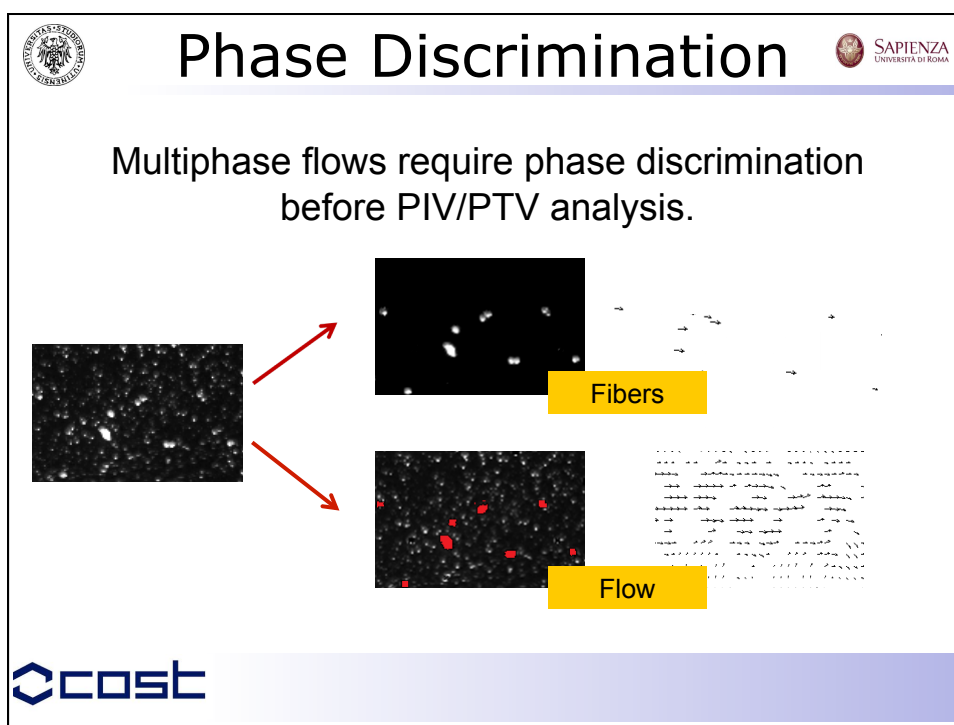 Phase Discrimination
SAPIENZA
UNIVERSITÀ DI ROMA
Multiphase flows require phase discrimination
before PIV/PTV analysis.
Fibers
Flow
cost